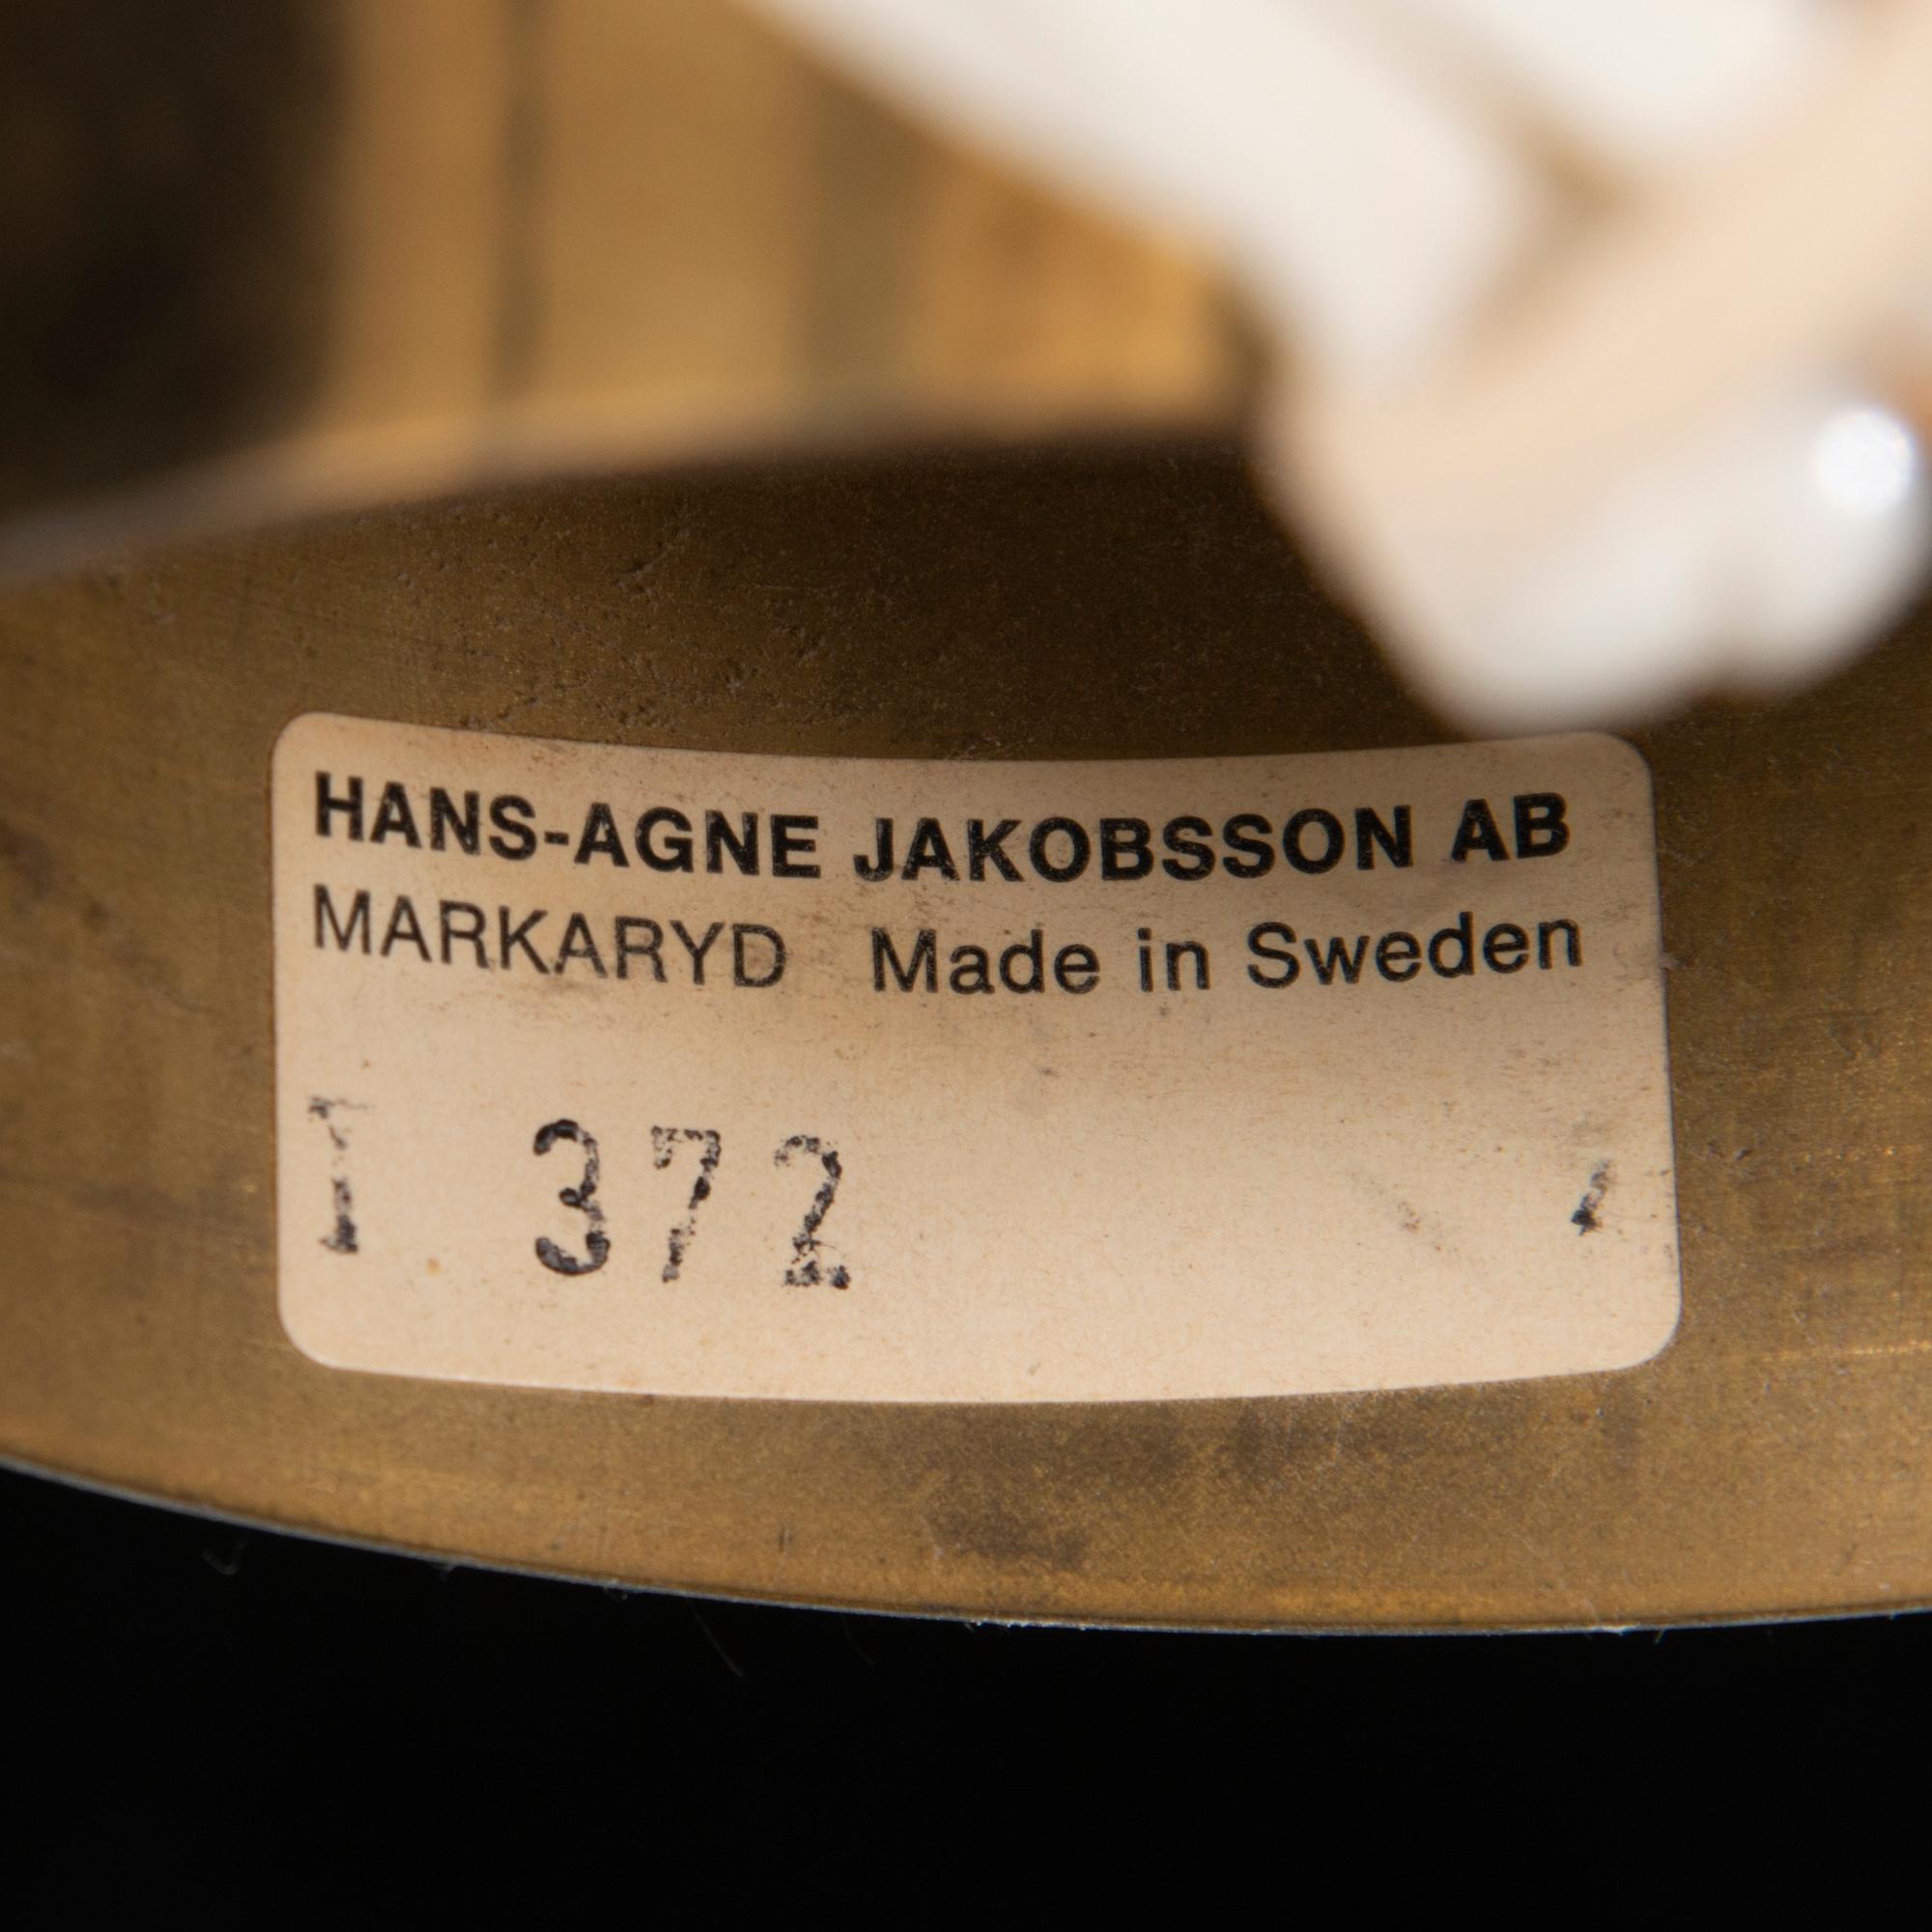 HANS-AGNE JAKOBSSON AB
MARKARYD Made in Sweden
T 372